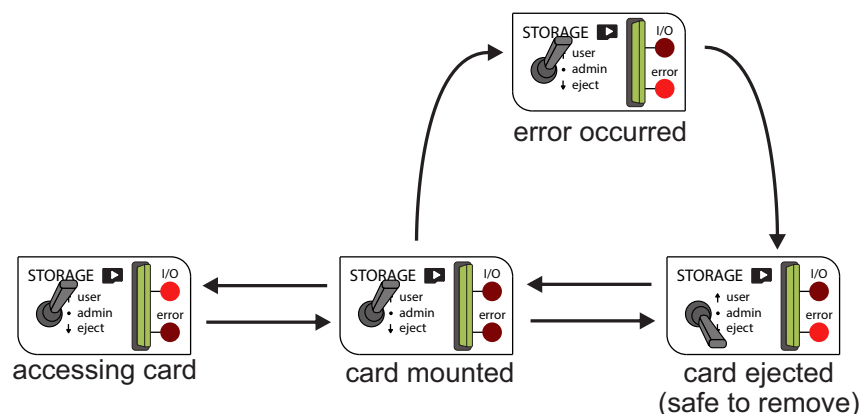 STORAGE I/O
↑ user
• admin
↓ eject
error
error occurred
STORAGE I/O
↑ user
• admin
↓ eject
error
accessing card
STORAGE I/O
↑ user
• admin
↓ eject
error
card mounted
STORAGE I/O
↑ user
• admin
↓ eject
error
card ejected
(safe to remove)